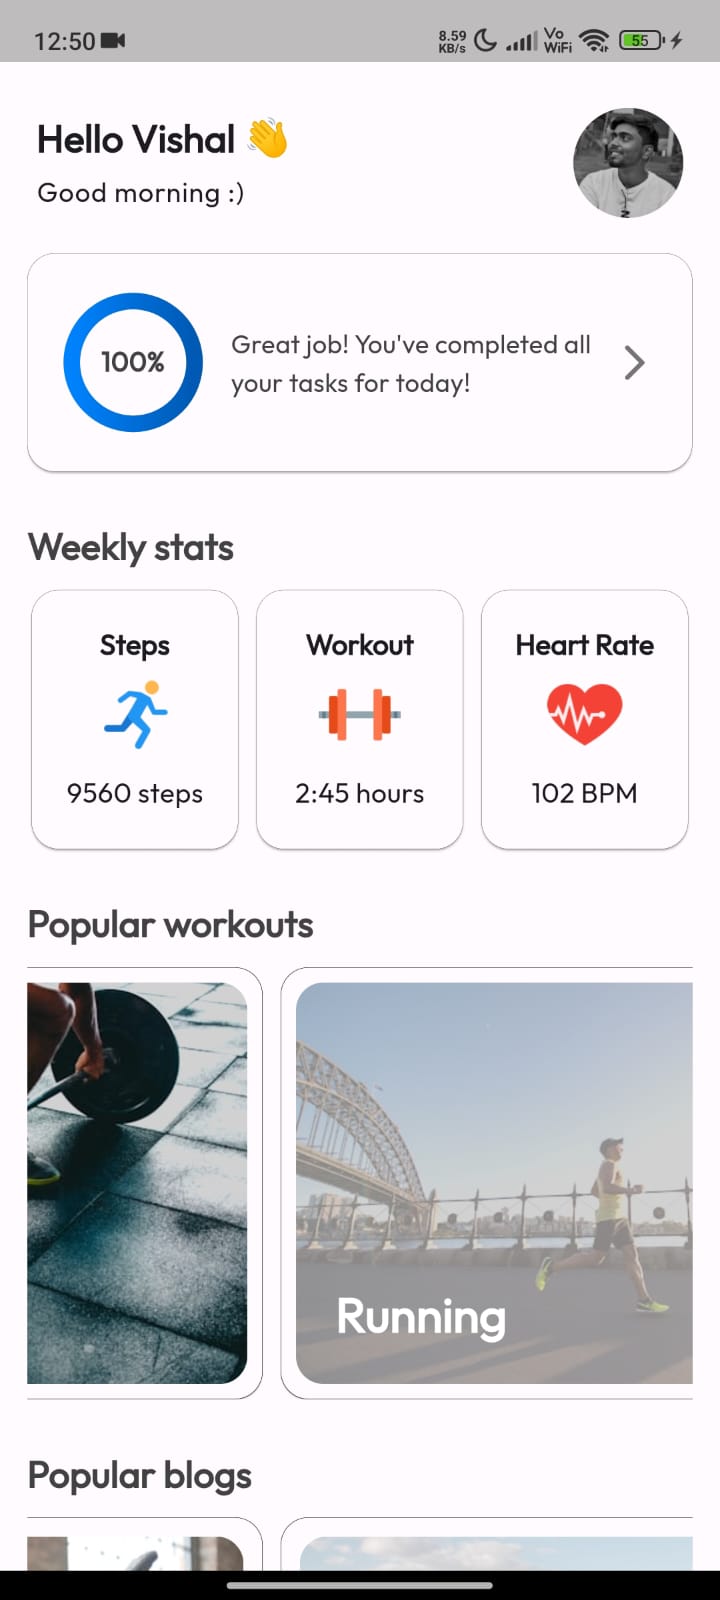 12:50
8.59
KB/s
Vo
WiFi
55
Hello Vishal 👋
Good morning :)
100%
Great job! You've completed all
your tasks for today!
Weekly stats
Steps
Workout
Heart Rate
9560 steps
2:45 hours
102 BPM
Popular workouts
Running
Popular blogs